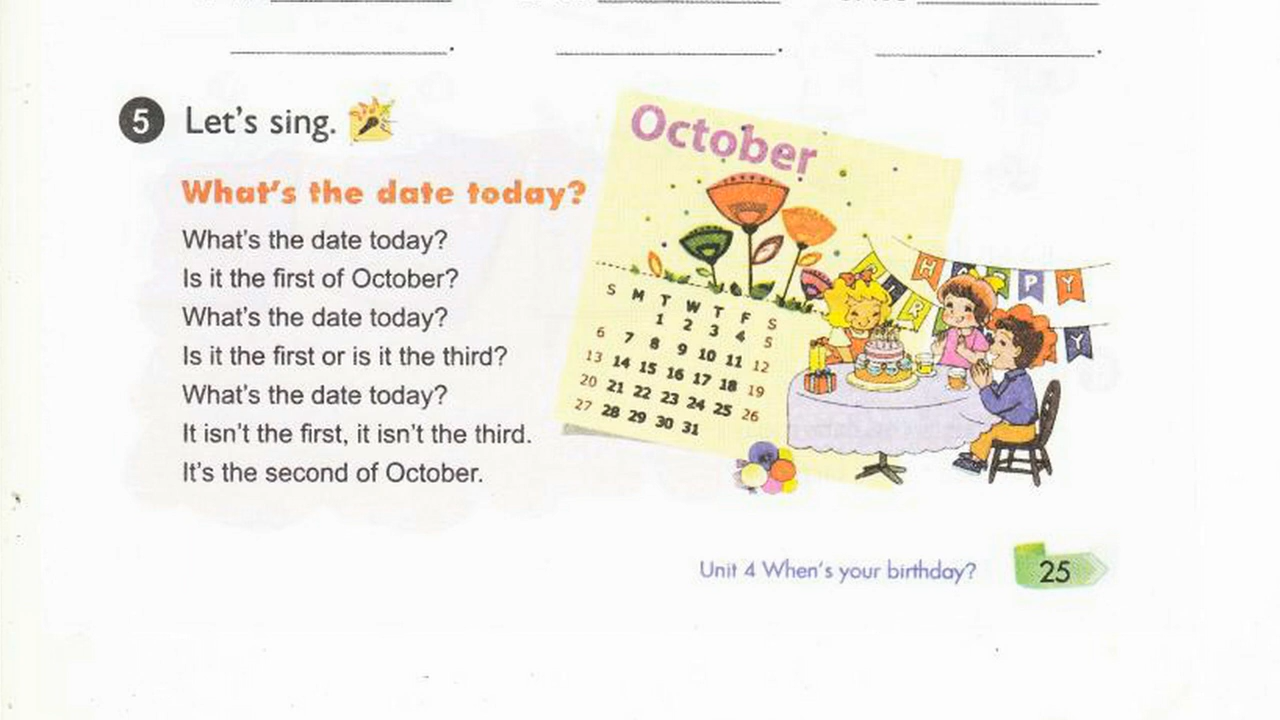 5 Let's sing.
What's the date today?
What's the date today?
Is it the first of October?
What's the date today?
Is it the first or is it the third?
What's the date today?
It isn't the first, it isn't the third.
It's the second of October.
October
S M T W T F S
1 2 3 4 5
6 7 8 9 10 11 12
13 14 15 16 17 18 19
20 21 22 23 24 25 26
27 28 29 30 31
HAPPY
Unit 4 When's your birthday? 25